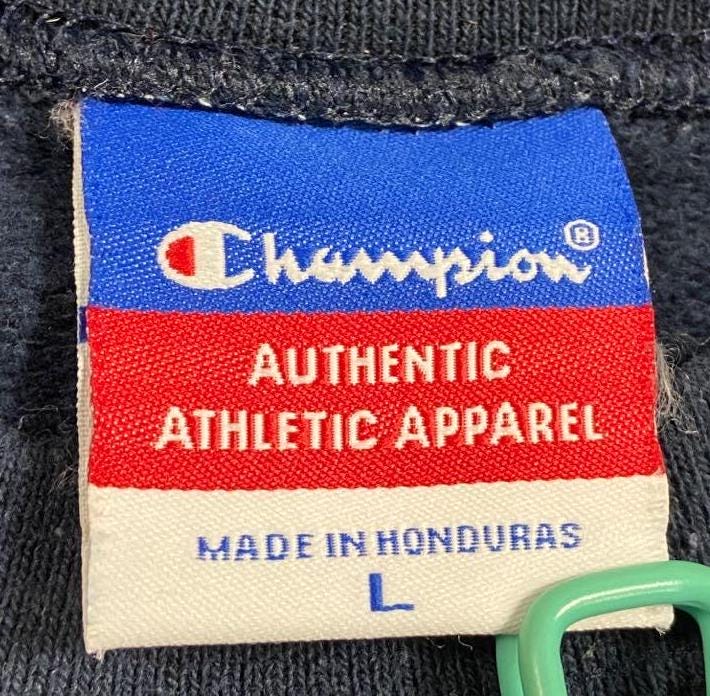 Champion®
AUTHENTIC
ATHLETIC APPAREL
MADE IN HONDURAS
L